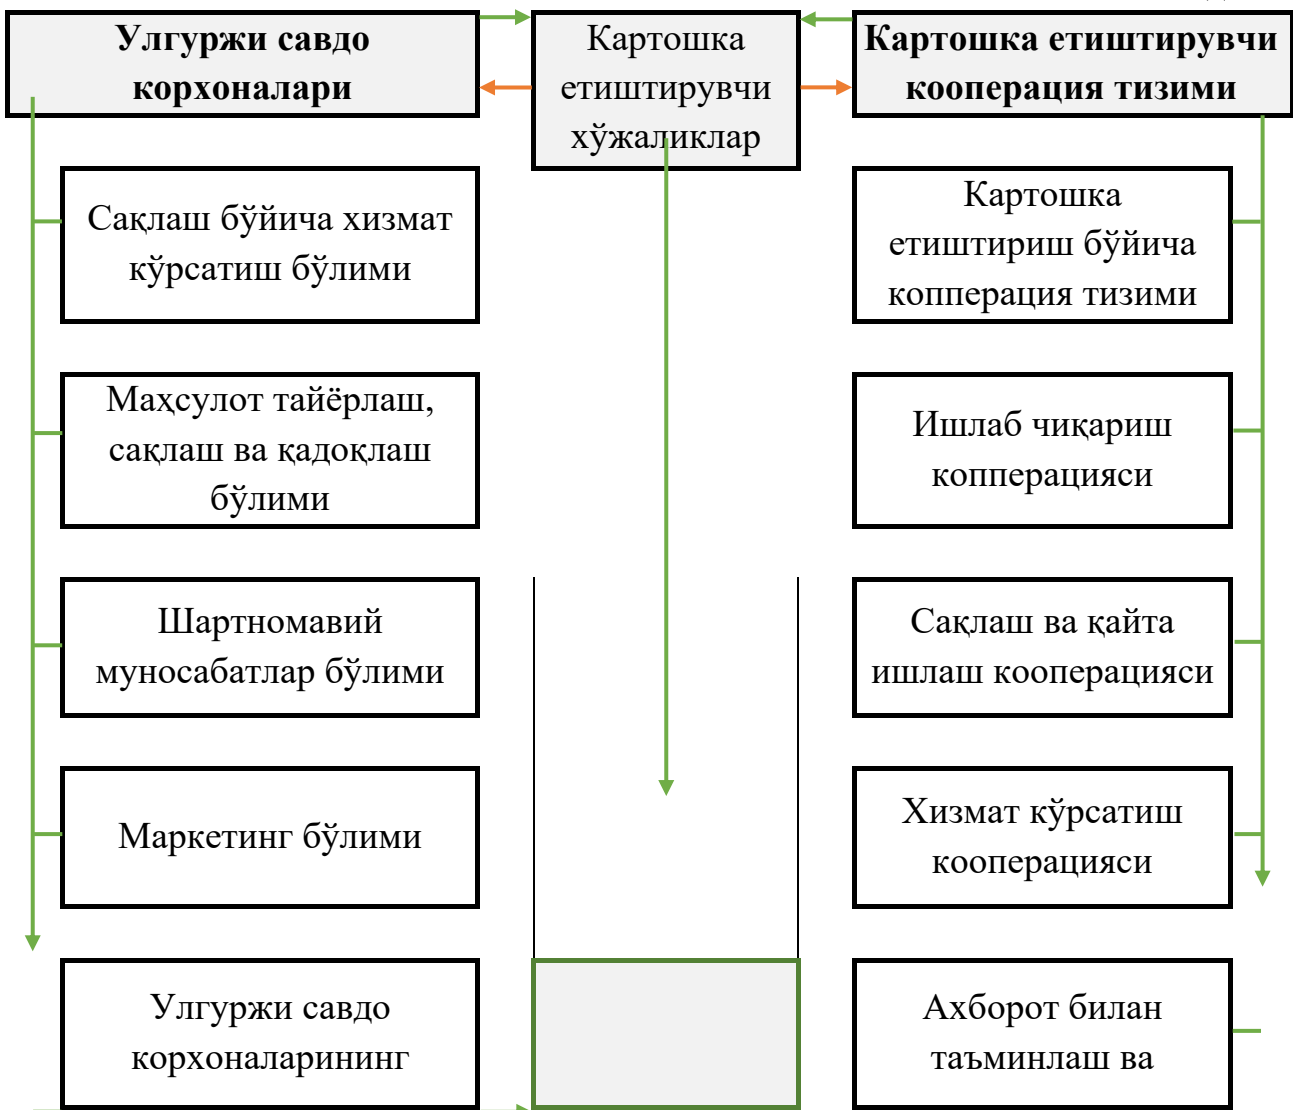 Улгуржи савдо
корхоналари
Картошка
етиштирувчи
хўжаликлар
Картошка етиштирувчи
кооперация тизими
Сақлаш бўйича хизмат
кўрсатиш бўлими
Картошка
етиштириш бўйича
копперация тизими
Маҳсулот тайёрлаш,
сақлаш ва қадоқлаш
бўлими
Ишлаб чиқариш
копперацияси
Шартномавий
муносабатлар бўлими
Сақлаш ва қайта
ишлаш кооперацияси
Маркетинг бўлими
Хизмат кўрсатиш
кооперацияси
Улгуржи савдо
корхоналарининг
Ахборот билан
таъминлаш ва